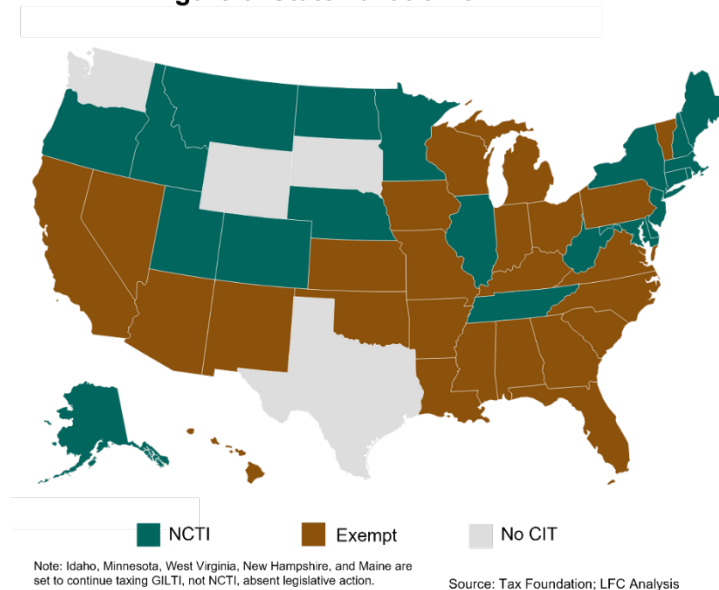 NCTI
Exempt
No CIT
Note: Idaho, Minnesota, West Virginia, New Hampshire, and Maine are
set to continue taxing GILTI, not NCTI, absent legislative action.
Source: Tax Foundation; LFC Analysis